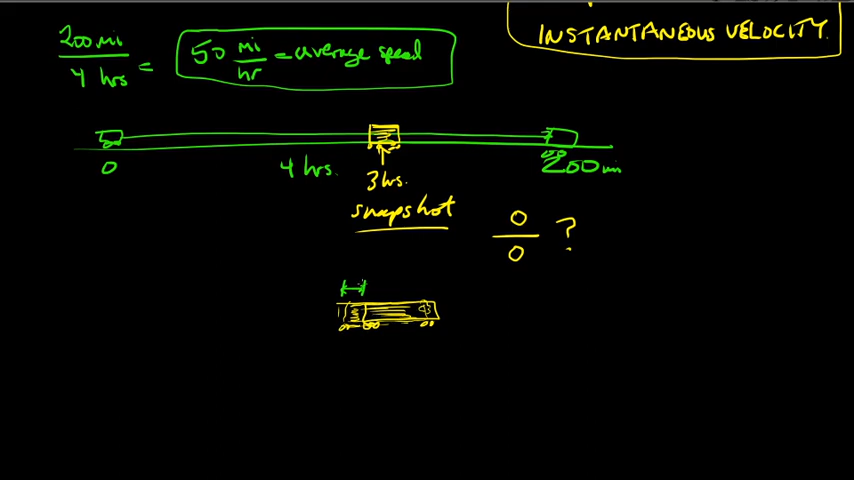 INSTANTANEOUS VELOCITY
200 mi
4 hrs
= 50 mi/hr = average speed
0
4 hrs.
3 hrs.
200 mi
snapshot
0
0
?